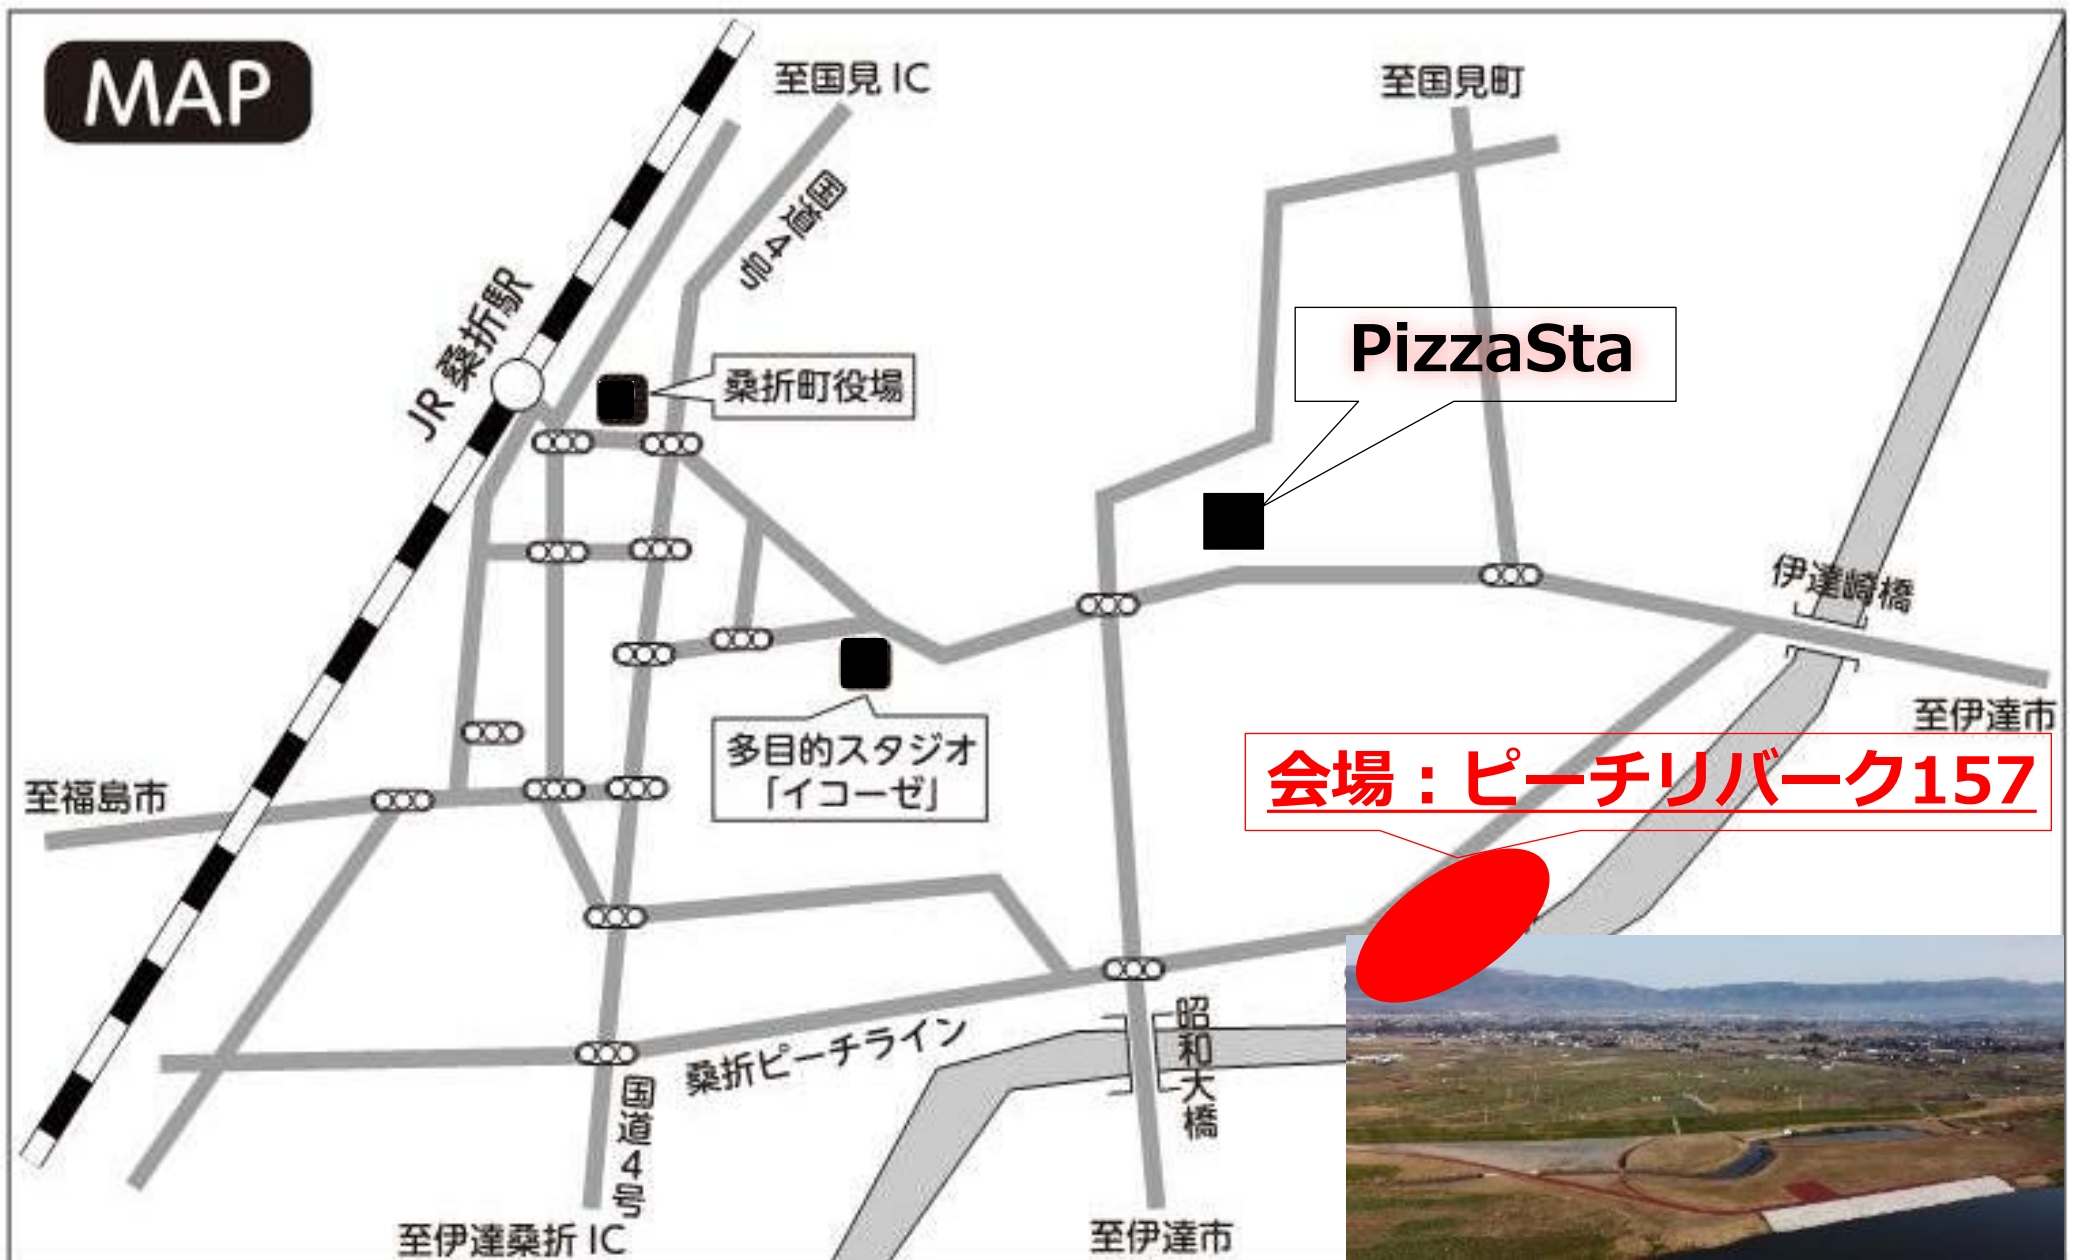 MAP
至国見 IC
至国見町
国道4号
JR 桑折駅
PizzaSta
桑折町役場
伊達崎橋
至伊達市
多目的スタジオ
「イコーゼ」
会場：ピーチリバーク157
至福島市
桑折ピーチライン
昭和大橋
国道4号
至伊達桑折 IC
至伊達市